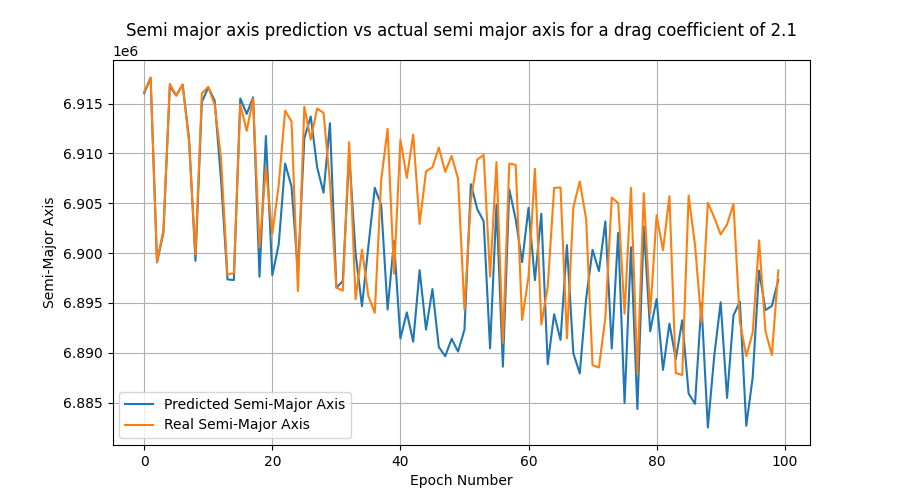 Semi major axis prediction vs actual semi major axis for a drag coefficient of 2.1
1e6
6.915
6.910
6.905
6.900
6.895
6.890
6.885
Semi-Major Axis
Predicted Semi-Major Axis
Real Semi-Major Axis
0 20 40 60 80 100
Epoch Number